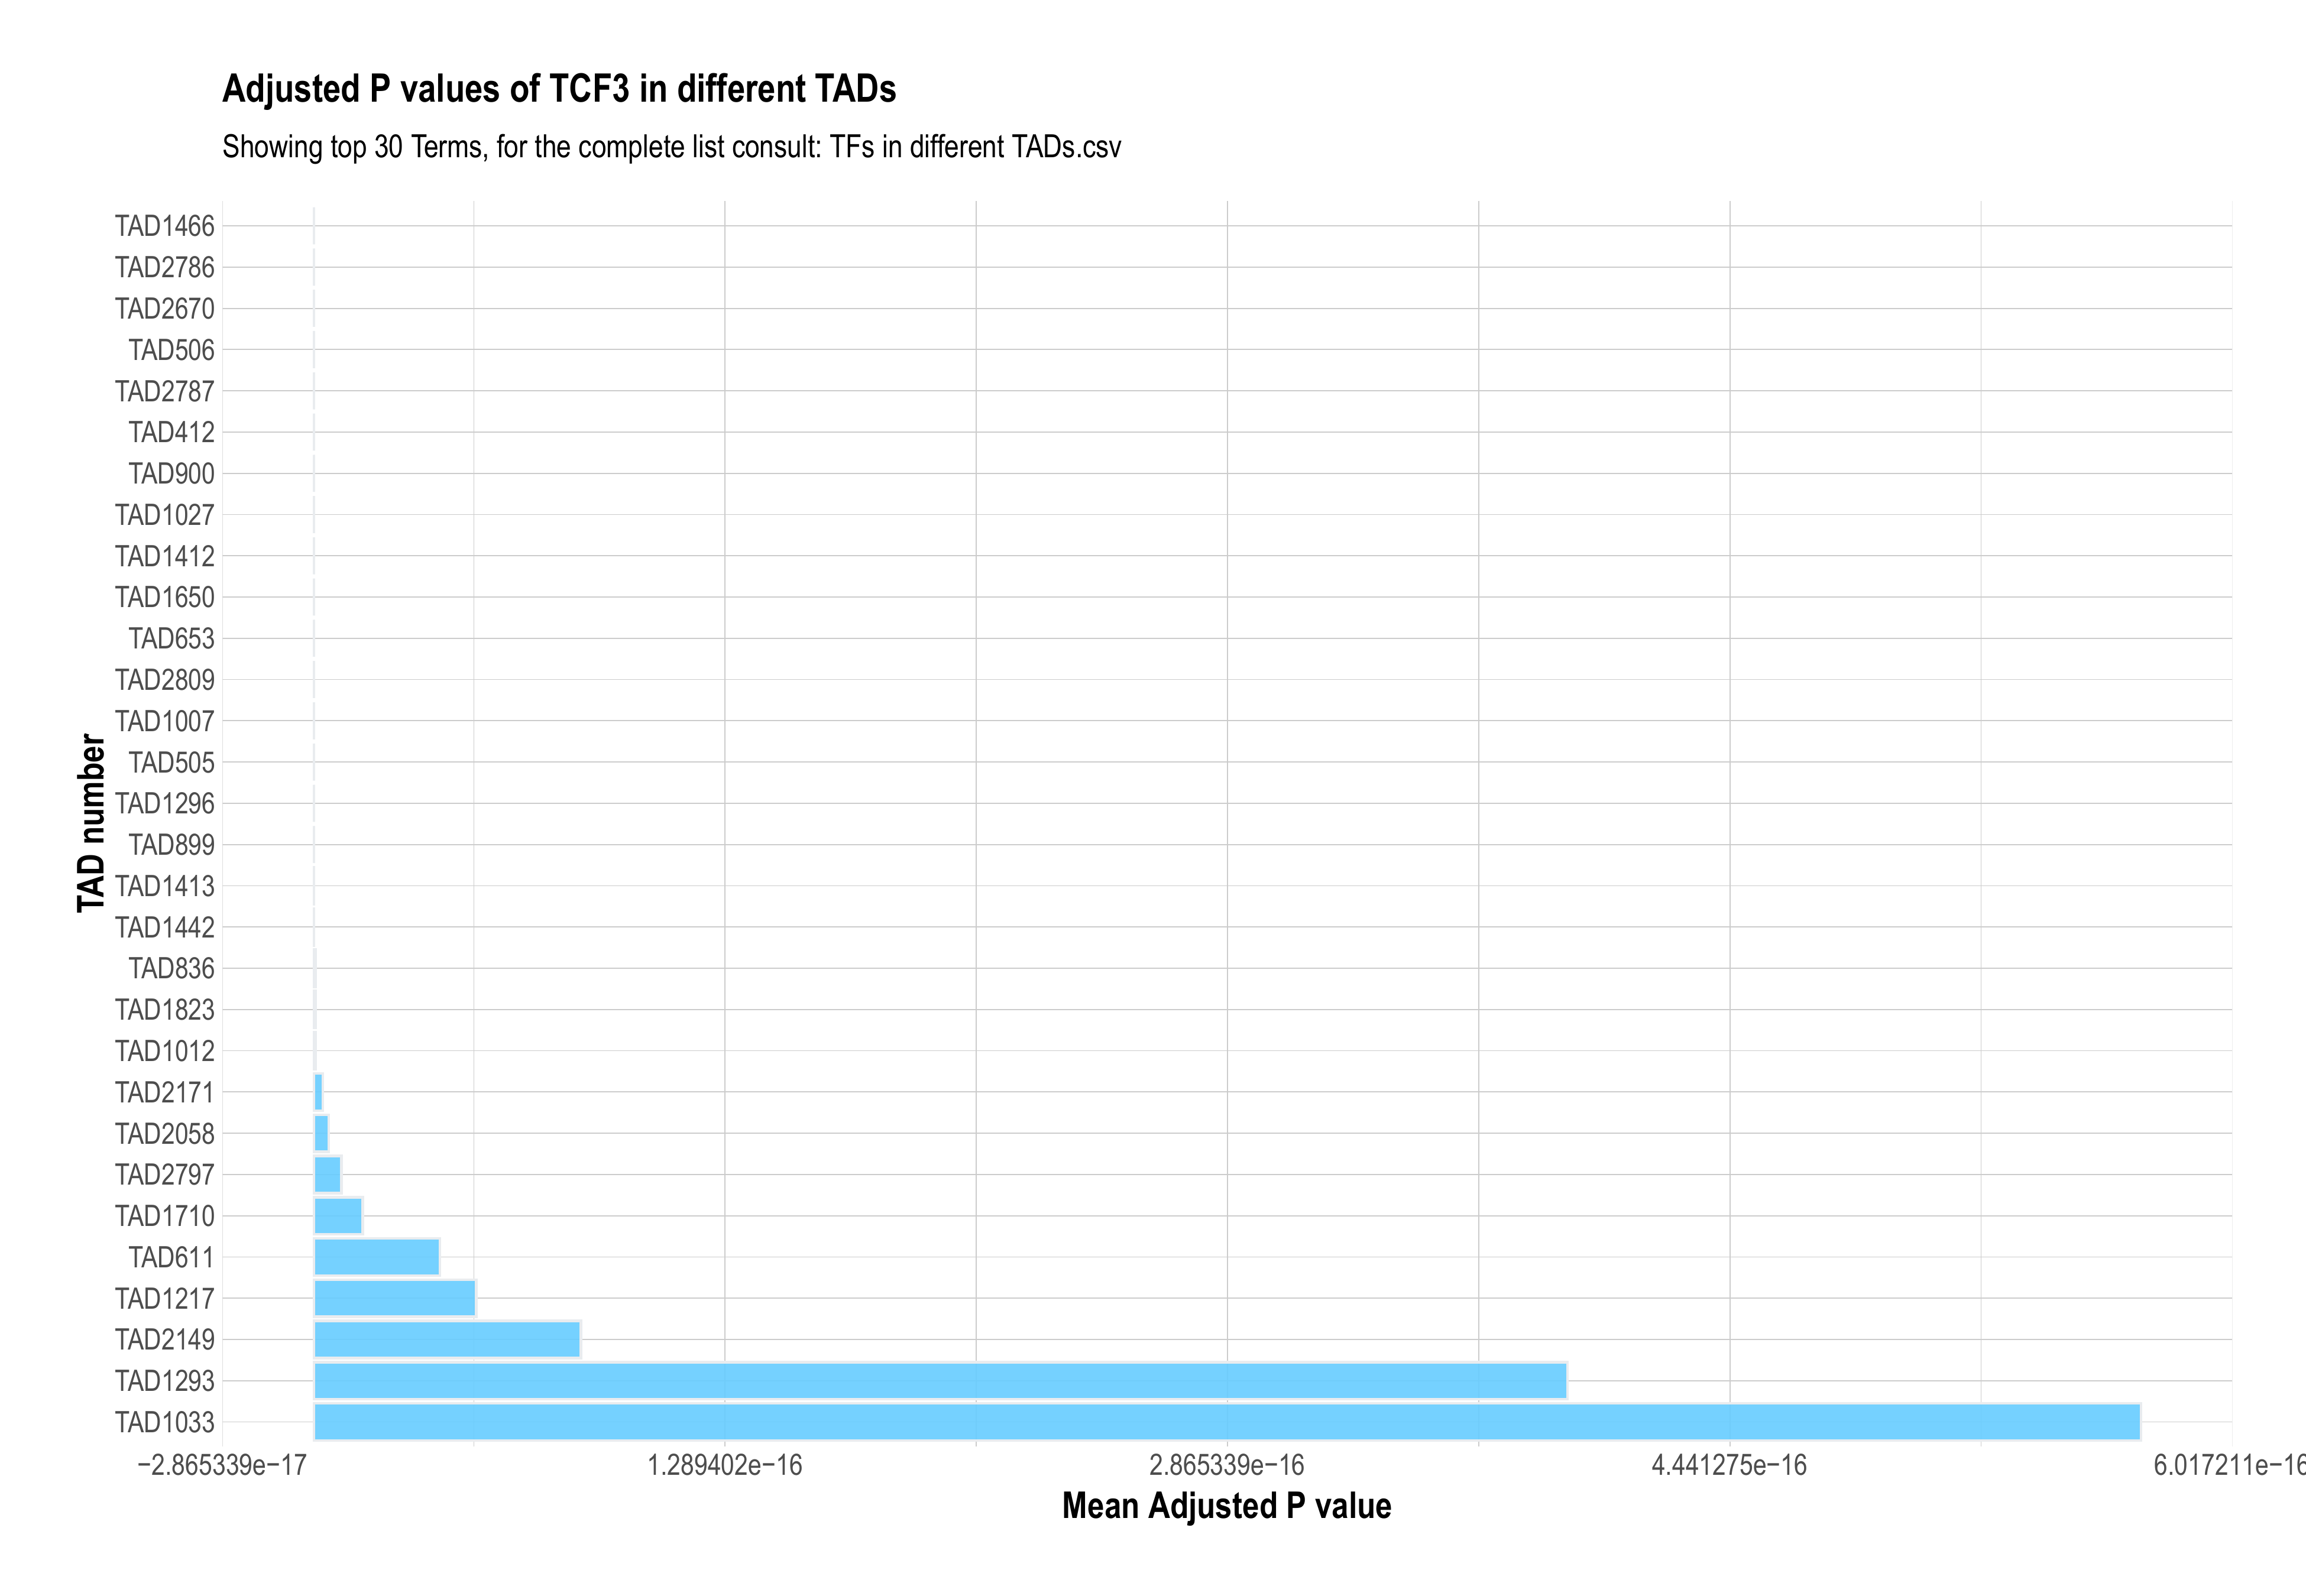 Adjusted P values of TCF3 in different TADs
Showing top 30 Terms, for the complete list consult: TFs in different TADs.csv
TAD number
TAD1466
TAD2786
TAD2670
TAD506
TAD2787
TAD412
TAD900
TAD1027
TAD1412
TAD1650
TAD653
TAD2809
TAD1007
TAD505
TAD1296
TAD899
TAD1413
TAD1442
TAD836
TAD1823
TAD1012
TAD2171
TAD2058
TAD2797
TAD1710
TAD611
TAD1217
TAD2149
TAD1293
TAD1033
−2.865339e−17 1.289402e−16 2.865339e−16 4.441275e−16 6.017211e−16
Mean Adjusted P value